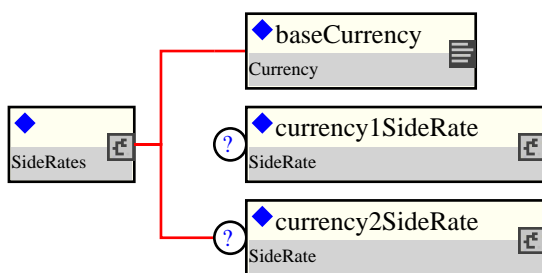 baseCurrency
Currency
SideRates
?
currency1SideRate
SideRate
?
currency2SideRate
SideRate